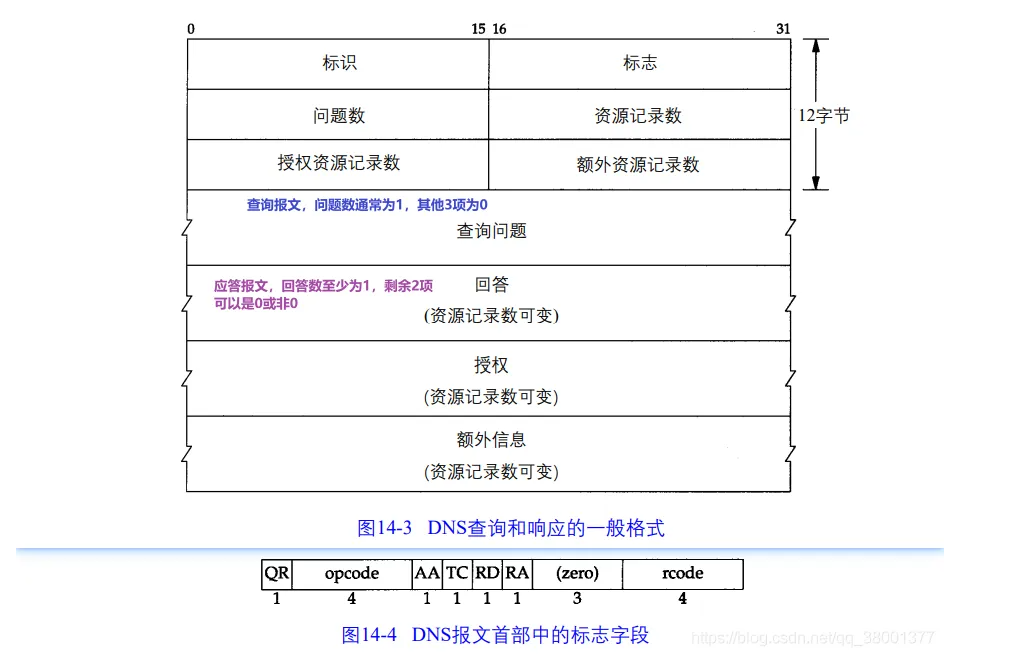 0 15 16 31
标识 标志
问题数 资源记录数 12字节
授权资源记录数 额外资源记录数
查询报文，问题数通常为1，其他3项为0
查询问题
应答报文，回答数至少为1，剩余2项
可以是0或非0
回答
(资源记录数可变)
授权
(资源记录数可变)
额外信息
(资源记录数可变)
图14-3 DNS查询和响应的一般格式
QR opcode AA TC RD RA (zero) rcode
1 4 1 1 1 1 3 4
图14-4 DNS报文首部中的标志字段
https://blog.csdn.net/qq_38001377